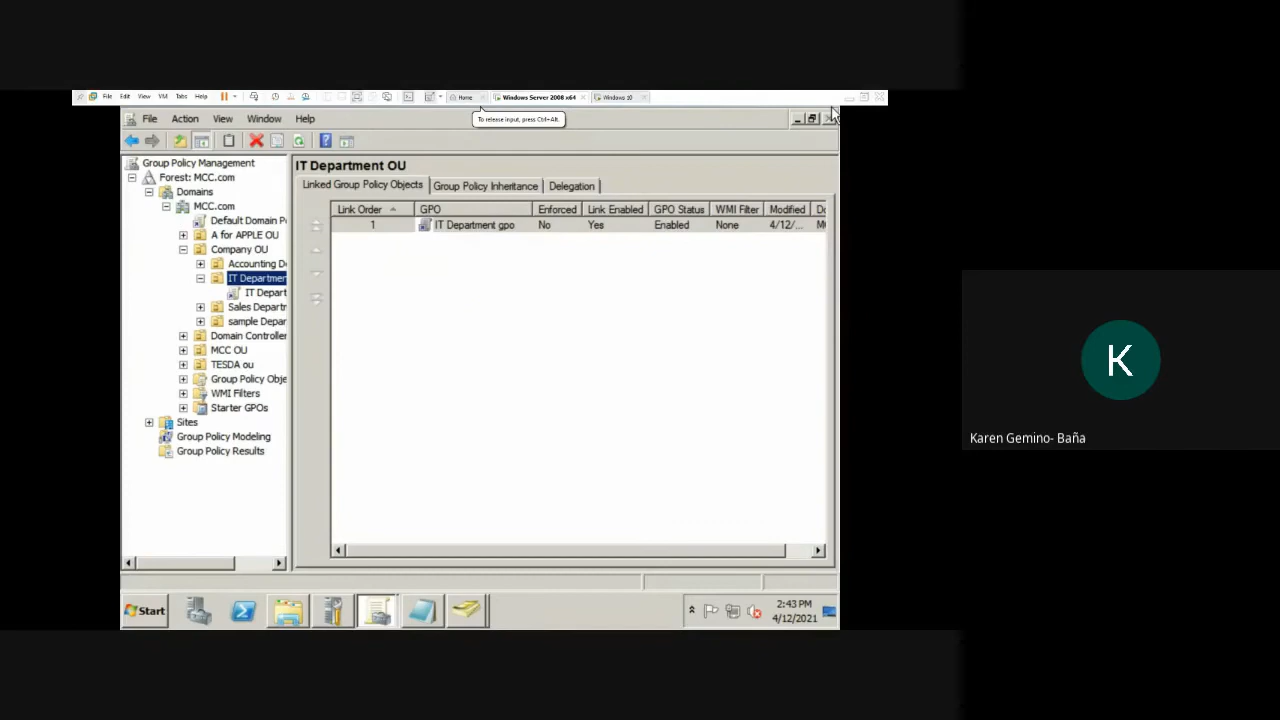 File Edit View VM Tabs Help
Home
Windows Server 2008 x64
Windows 10
To release input, press Ctrl+Alt.
File Action View Window Help
Group Policy Management
Forest: MCC.com
Domains
MCC.com
Default Domain P
A for APPLE OU
Company OU
Accounting D
IT Departmen
IT Depart
Sales Departm
sample Depar
Domain Controller
MCC OU
TESDA ou
Group Policy Obje
WMI Filters
Starter GPOs
Sites
Group Policy Modeling
Group Policy Results
IT Department OU
Linked Group Policy Objects
Group Policy Inheritance
Delegation
Link Order GPO Enforced Link Enabled GPO Status WMI Filter Modified Do
1 IT Department gpo No Yes Enabled None 4/12/... M
Start
2:43 PM
4/12/2021
K
Karen Gemino- Baña